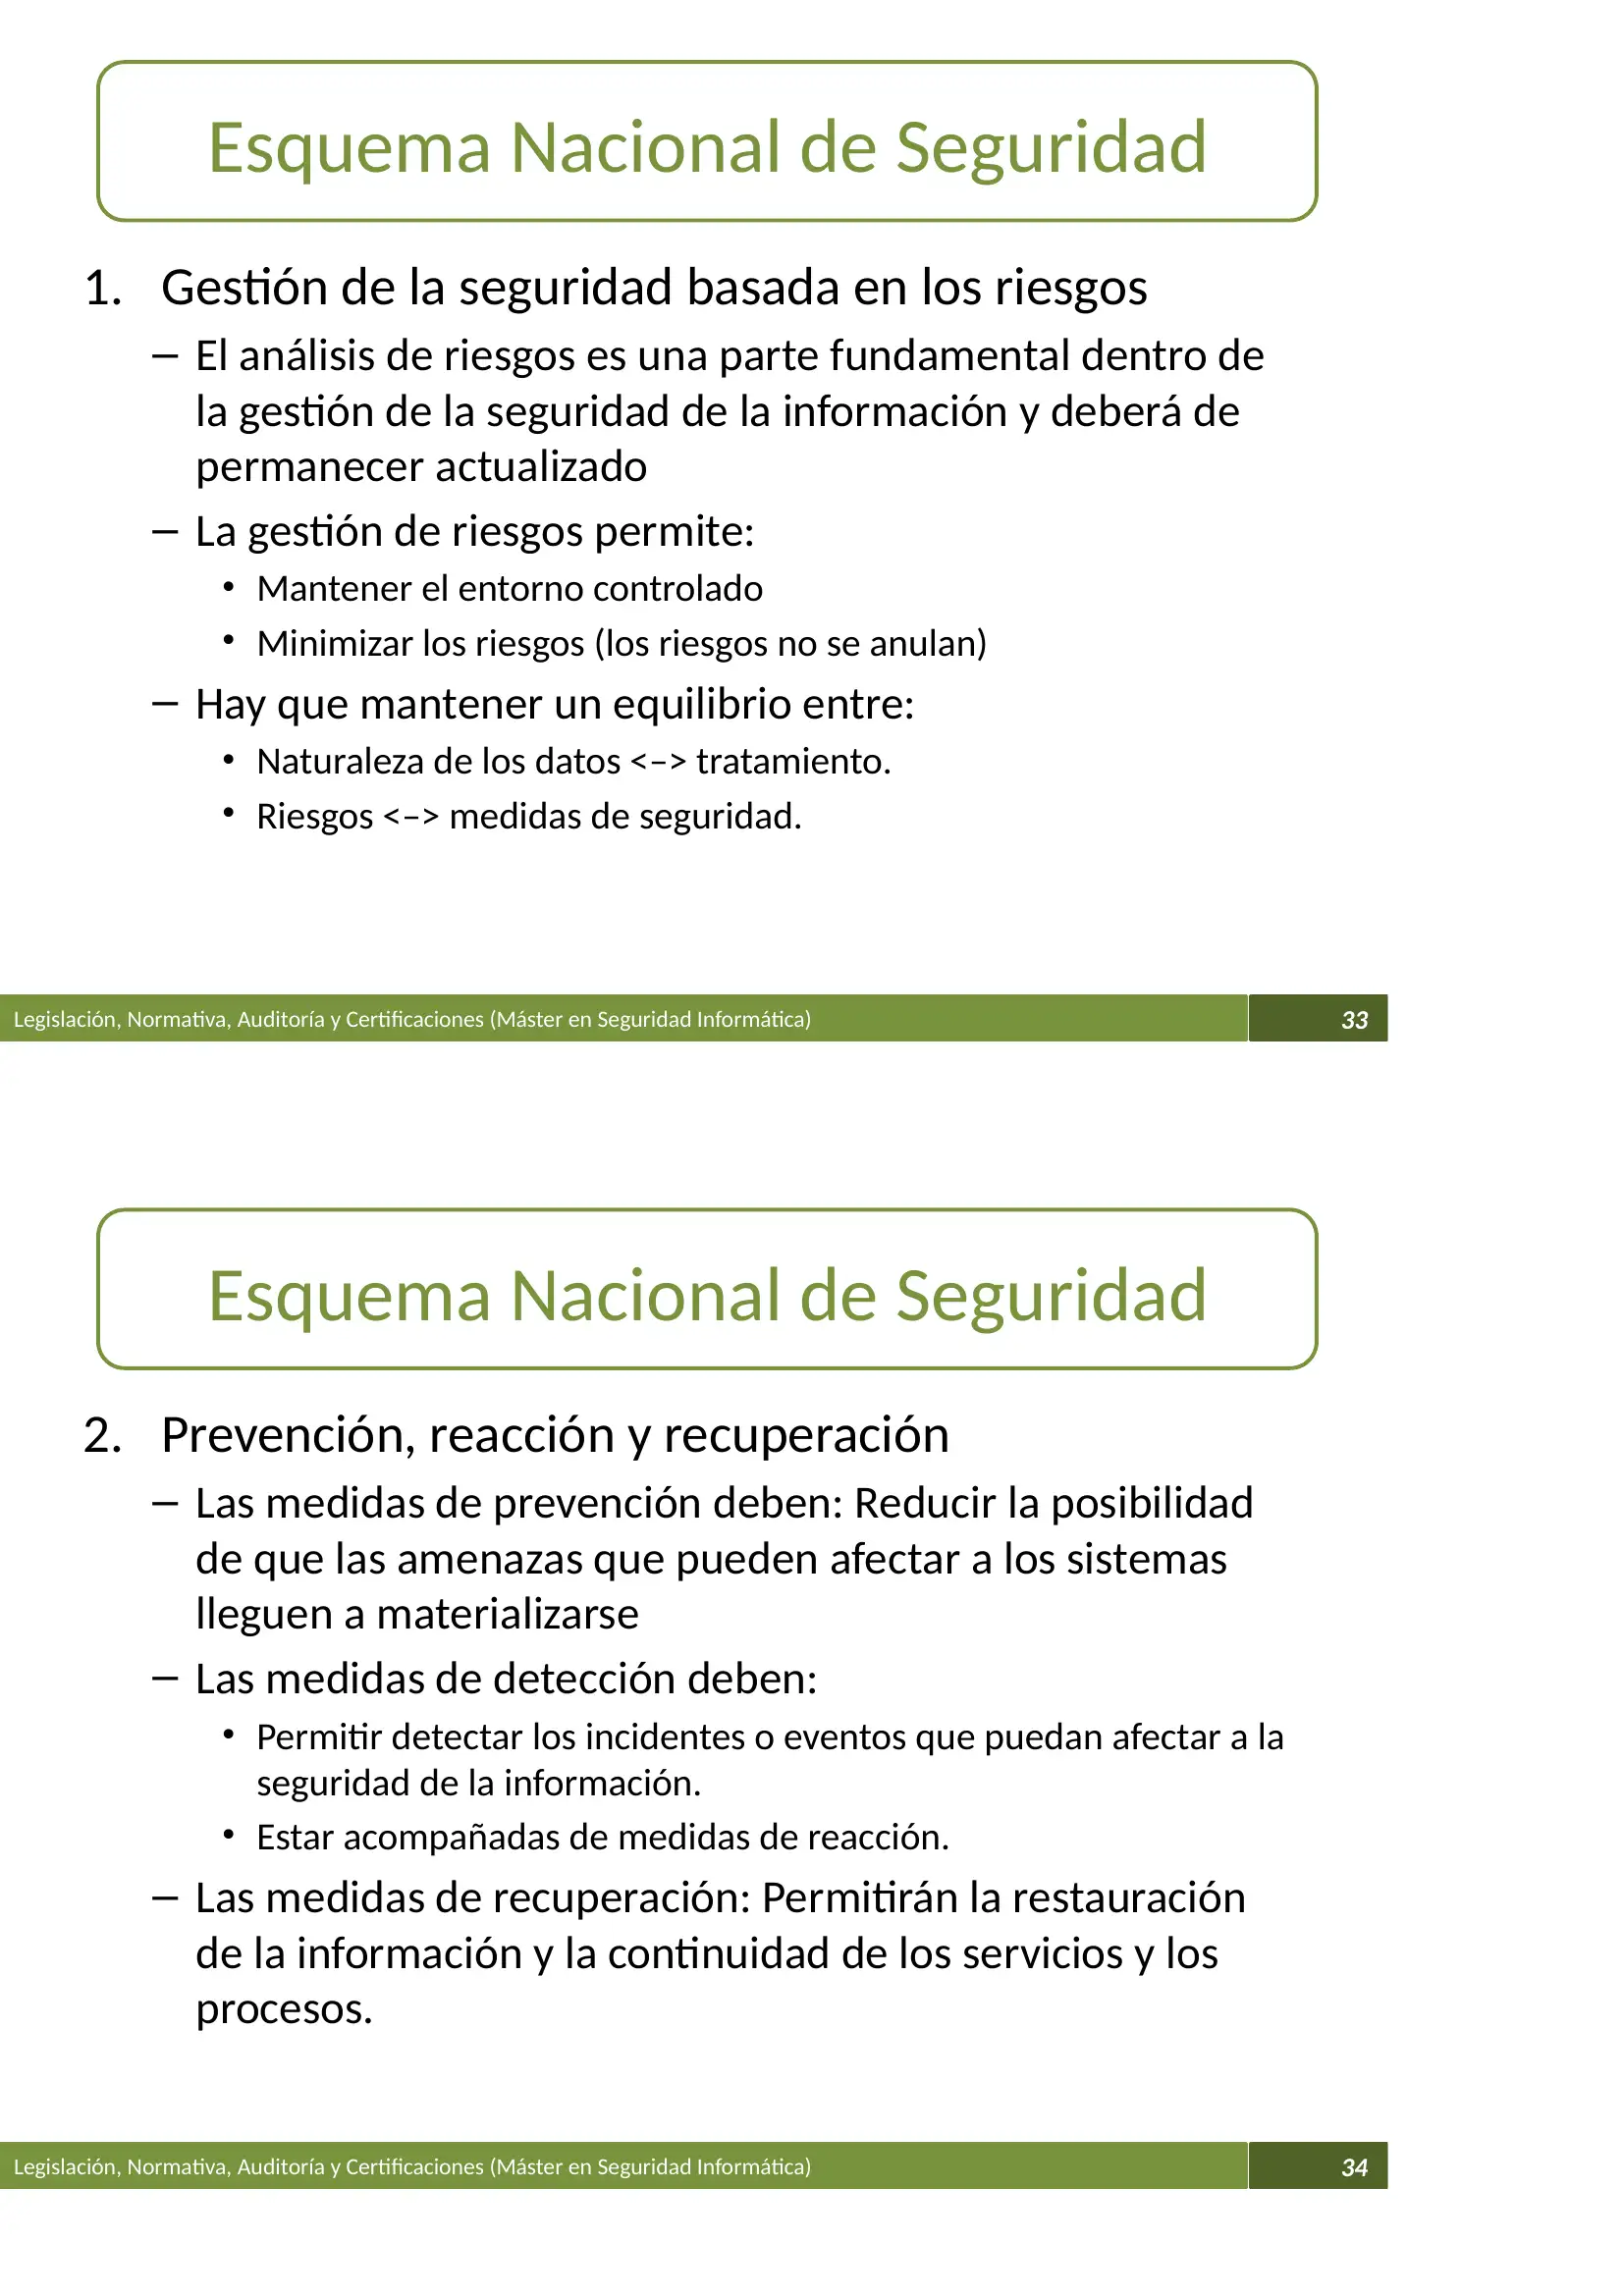 Esquema Nacional de Seguridad
1. Gestión de la seguridad basada en los riesgos
– El análisis de riesgos es una parte fundamental dentro de
la gestión de la seguridad de la información y deberá de
permanecer actualizado
– La gestión de riesgos permite:
• Mantener el entorno controlado
• Minimizar los riesgos (los riesgos no se anulan)
– Hay que mantener un equilibrio entre:
• Naturaleza de los datos <–> tratamiento.
• Riesgos <–> medidas de seguridad.
Legislación, Normativa, Auditoría y Certificaciones (Máster en Seguridad Informática) 33
Esquema Nacional de Seguridad
2. Prevención, reacción y recuperación
– Las medidas de prevención deben: Reducir la posibilidad
de que las amenazas que pueden afectar a los sistemas
lleguen a materializarse
– Las medidas de detección deben:
• Permitir detectar los incidentes o eventos que puedan afectar a la
seguridad de la información.
• Estar acompañadas de medidas de reacción.
– Las medidas de recuperación: Permitirán la restauración
de la información y la continuidad de los servicios y los
procesos.
Legislación, Normativa, Auditoría y Certificaciones (Máster en Seguridad Informática) 34